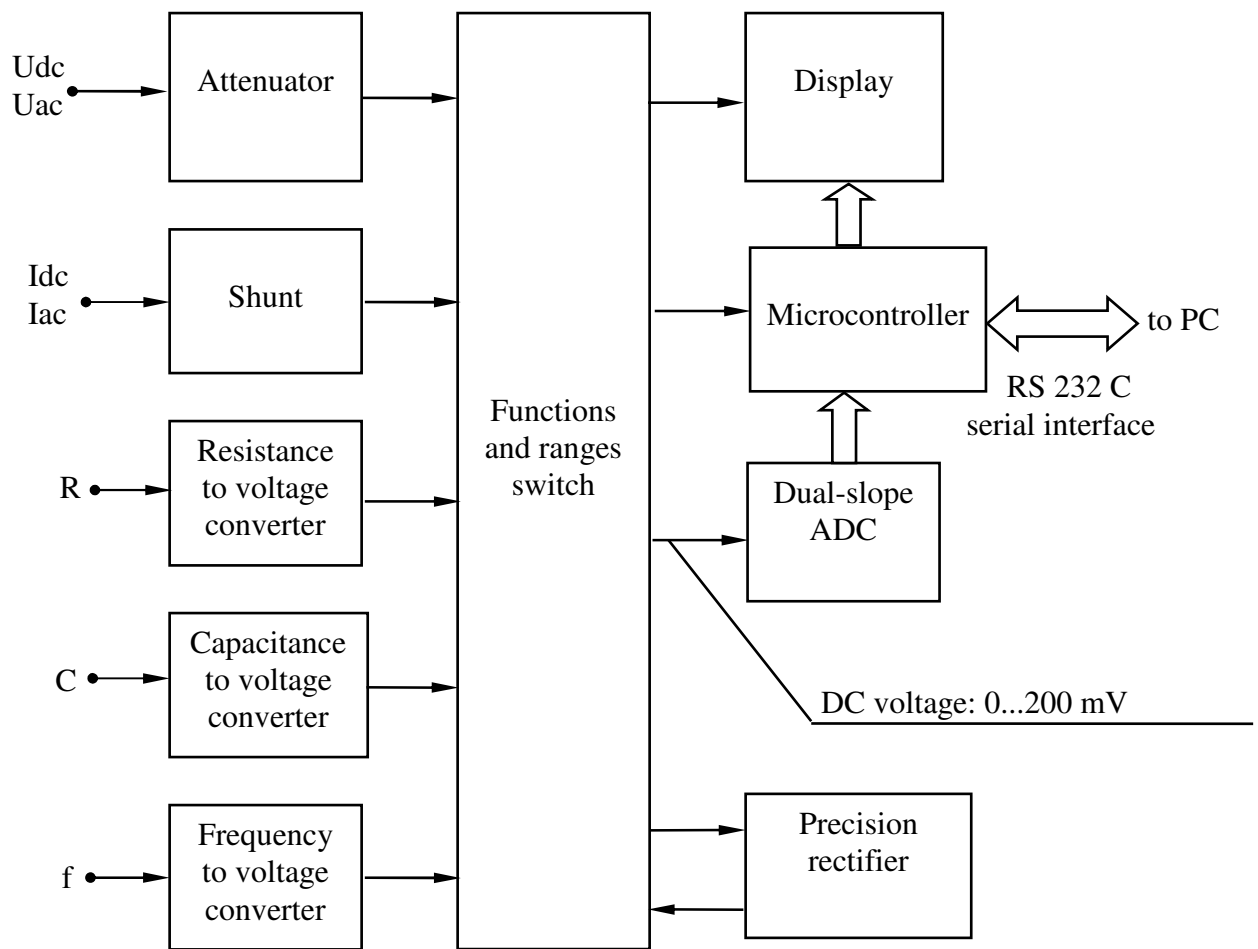 Udc
Uac
Attenuator
Display
Idc
Iac
Shunt
Microcontroller
to PC
RS 232 C
serial interface
Functions
and ranges
switch
R
Resistance
to voltage
converter
Dual-slope
ADC
C
Capacitance
to voltage
converter
DC voltage: 0...200 mV
f
Frequency
to voltage
converter
Precision
rectifier